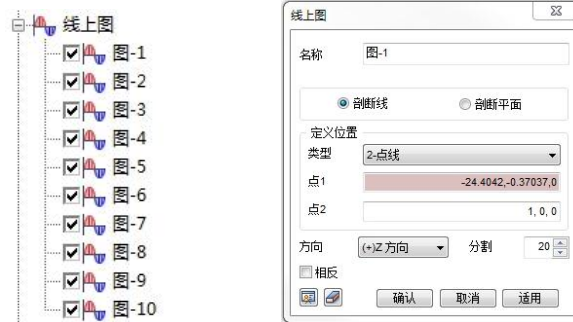 线上图
图-1
图-2
图-3
图-4
图-5
图-6
图-7
图-8
图-9
图-10
线上图
名称 图-1
剖断线 剖断平面
定义位置
类型 2-点线
点1 -24.4042,-0.37037,0
点2 1, 0, 0
方向 (+)Z 方向 分割 20
相反
确认 取消 适用